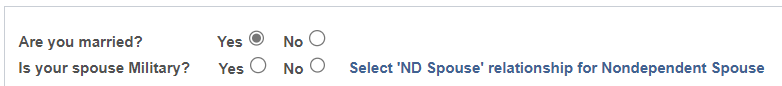 Are you married? Yes No
Is your spouse Military? Yes No Select 'ND Spouse' relationship for Nondependent Spouse